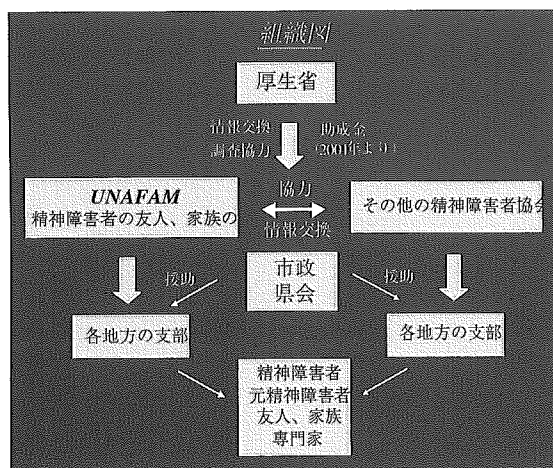 組織図
厚生省
情報交換
調査協力
助成金
(2001年より)
UNAFAM
精神障害者の友人、家族の
協力
情報交換
その他の精神障害者協会
市政
県会
援助
援助
各地方の支部
各地方の支部
精神障害者
元精神障害者
友人、家族
専門家